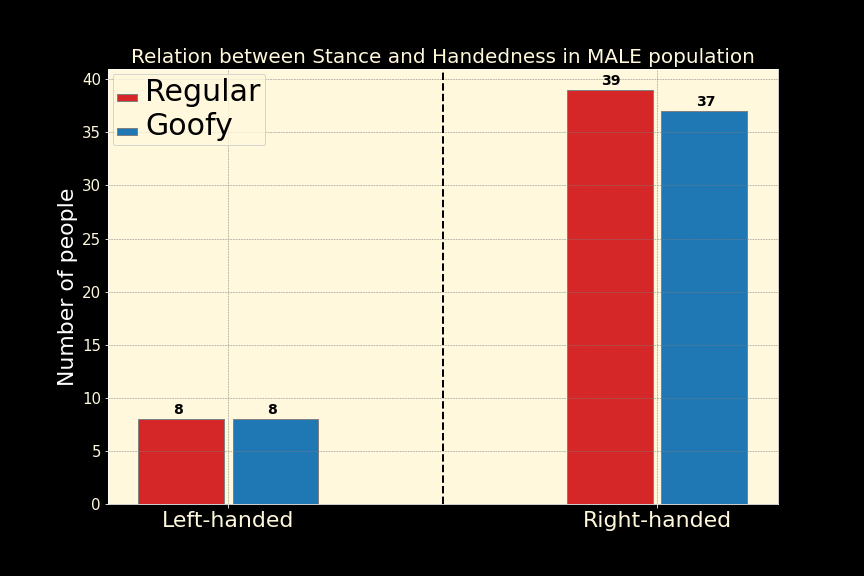 Relation between Stance and Handedness in MALE population
Number of people
40
35
30
25
20
15
10
5
0
Regular
Goofy
8
8
39
37
Left-handed
Right-handed